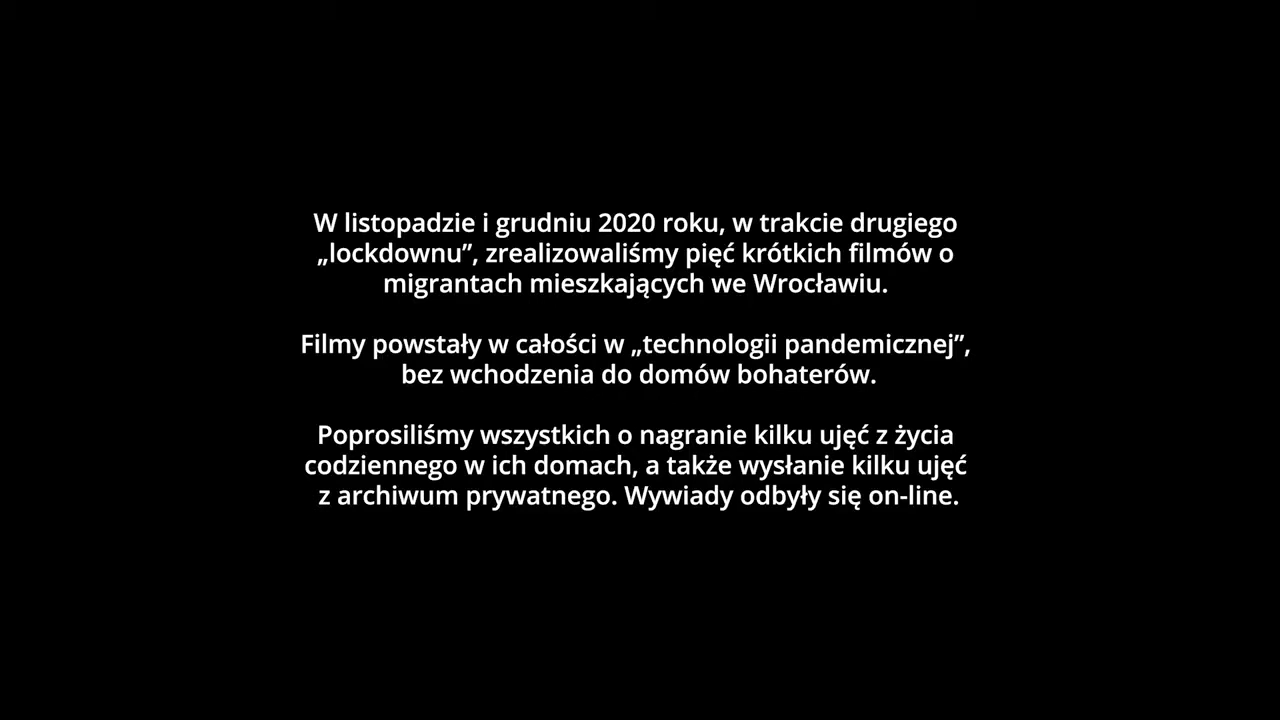 W listopadzie i grudniu 2020 roku, w trakcie drugiego
„lockdownu”, zrealizowaliśmy pięć krótkich filmów o
migrantach mieszkających we Wrocławiu.
Filmy powstały w całości w „technologii pandemicznej”,
bez wchodzenia do domów bohaterów.
Poprosiliśmy wszystkich o nagranie kilku ujęć z życia
codziennego w ich domach, a także wysłanie kilku ujęć
z archiwum prywatnego. Wywiady odbyły się on-line.